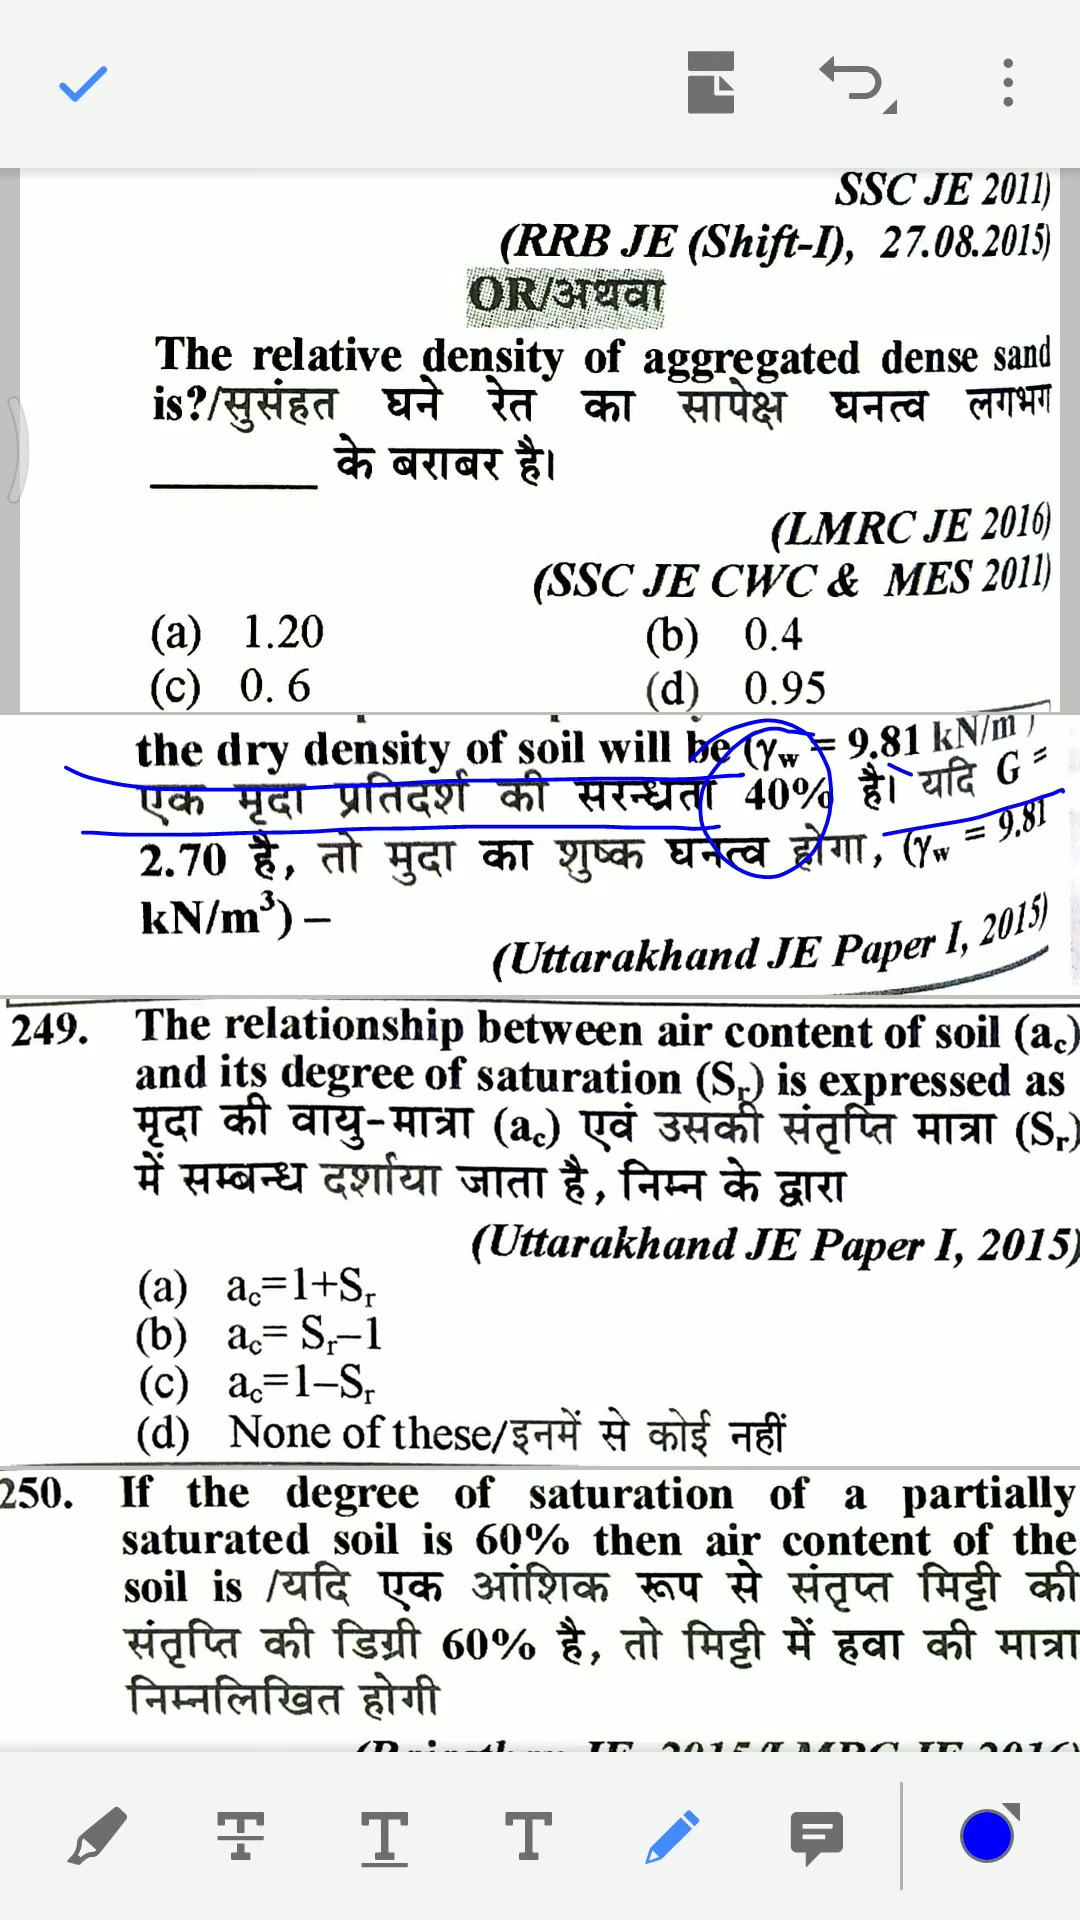 SSC JE 2011)
(RRB JE (Shift-I), 27.08.2015)
OR/अथवा
The relative density of aggregated dense sand
is?/सुसंहत घने रेत का सापेक्ष घनत्व लगभग
________ के बराबर है।
(LMRC JE 2016)
(SSC JE CWC & MES 2011)
(a) 1.20 (b) 0.4
(c) 0. 6 (d) 0.95
the dry density of soil will be (γw = 9.81 kN/m )
एक मृदा प्रतिदर्श की सरन्ध्रता 40% है। यदि G =
2.70 है, तो मुदा का शुष्क घनत्व होगा, (γw = 9.81
kN/m³) –
(Uttarakhand JE Paper I, 2015)
249. The relationship between air content of soil (ac)
and its degree of saturation (Sr) is expressed as
मृदा की वायु-मात्रा (ac) एवं उसकी संतृप्ति मात्रा (Sr)
में सम्बन्ध दर्शाया जाता है, निम्न के द्वारा
(Uttarakhand JE Paper I, 2015)
(a) ac=1+Sr
(b) ac= Sr–1
(c) ac=1–Sr
(d) None of these/इनमें से कोई नहीं
250. If the degree of saturation of a partially
saturated soil is 60% then air content of the
soil is /यदि एक आंशिक रूप से संतृप्त मिट्टी की
संतृप्ति की डिग्री 60% है, तो मिट्टी में हवा की मात्रा
निम्नलिखित होगी